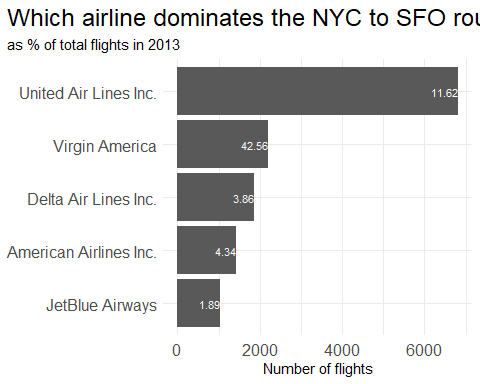 Which airline dominates the NYC to SFO rou
as % of total flights in 2013
United Air Lines Inc.
11.62
Virgin America
42.56
Delta Air Lines Inc.
3.86
American Airlines Inc.
4.34
JetBlue Airways
1.89
0 2000 4000 6000
Number of flights